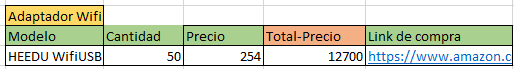 Adaptador Wifi
Modelo Cantidad Precio Total-Precio Link de compra
HEEDU WifiUSB 50 254 12700 https://www.amazon.c